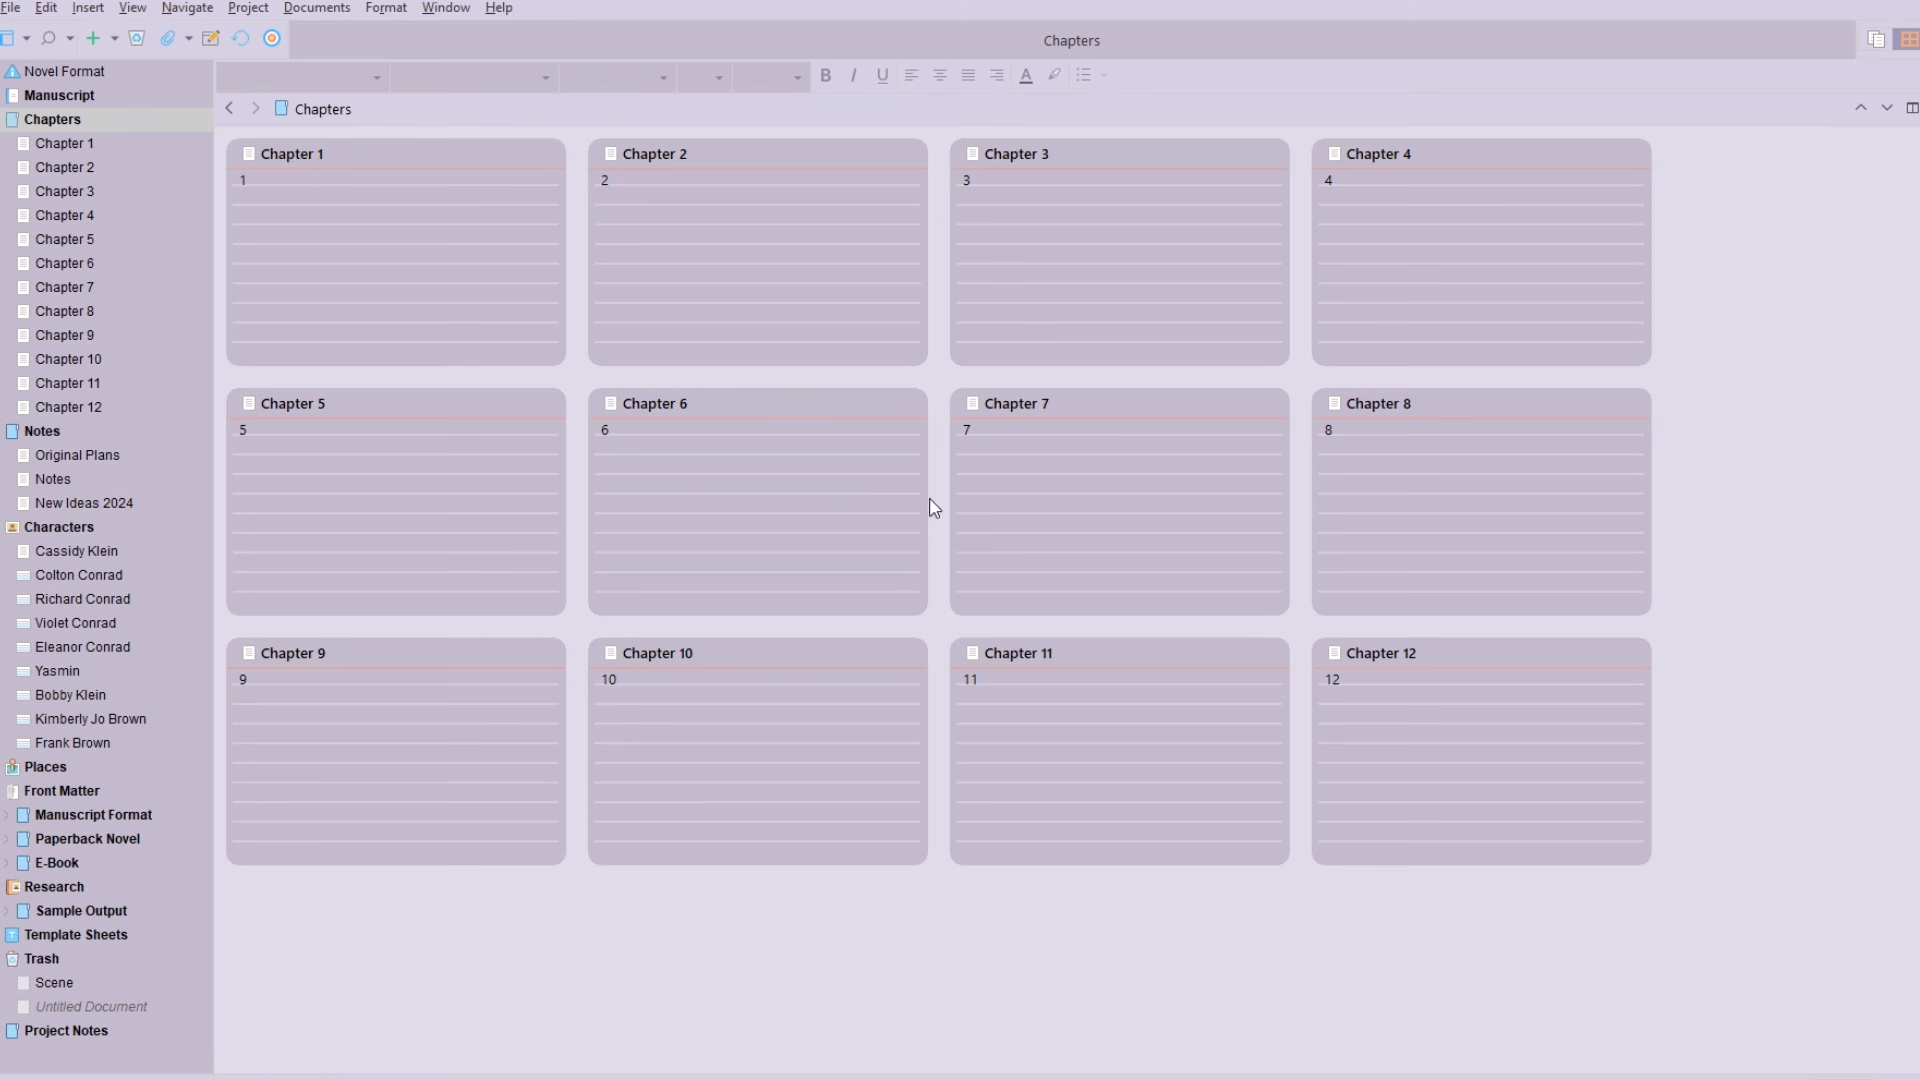 File Edit Insert View Navigate Project Documents Format Window Help
Chapters
Novel Format
Manuscript
Chapters
Chapter 1
Chapter 2
Chapter 3
Chapter 4
Chapter 5
Chapter 6
Chapter 7
Chapter 8
Chapter 9
Chapter 10
Chapter 11
Chapter 12
Notes
Original Plans
Notes
New Ideas 2024
Characters
Cassidy Klein
Colton Conrad
Richard Conrad
Violet Conrad
Eleanor Conrad
Yasmin
Bobby Klein
Kimberly Jo Brown
Frank Brown
Places
Front Matter
Manuscript Format
Paperback Novel
E-Book
Research
Sample Output
Template Sheets
Trash
Scene
Untitled Document
Project Notes
B I U A
Chapters
Chapter 1 Chapter 2 Chapter 3 Chapter 4
1 2 3 4
Chapter 5 Chapter 6 Chapter 7 Chapter 8
5 6 7 8
Chapter 9 Chapter 10 Chapter 11 Chapter 12
9 10 11 12